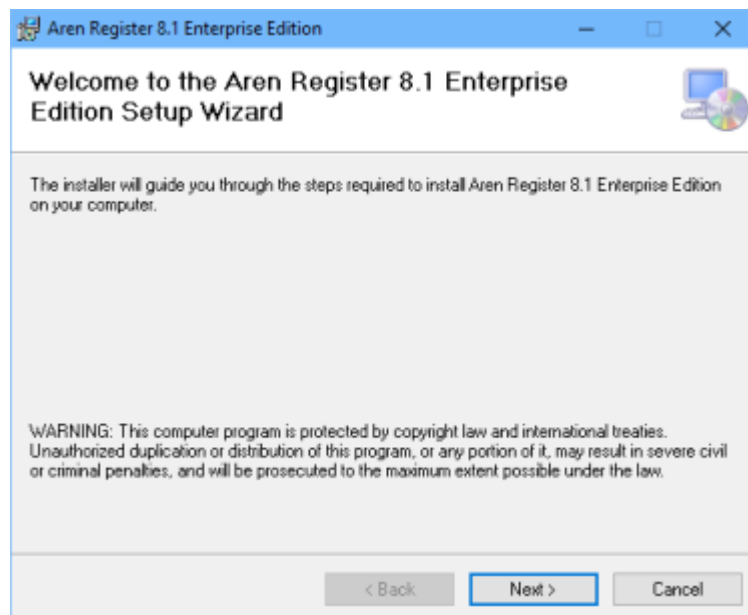 Aren Register 8.1 Enterprise Edition
Welcome to the Aren Register 8.1 Enterprise
Edition Setup Wizard
The installer will guide you through the steps required to install Aren Register 8.1 Enterprise Edition
on your computer.
WARNING: This computer program is protected by copyright law and international treaties.
Unauthorized duplication or distribution of this program, or any portion of it, may result in severe civil
or criminal penalties, and will be prosecuted to the maximum extent possible under the law.
< Back Next > Cancel